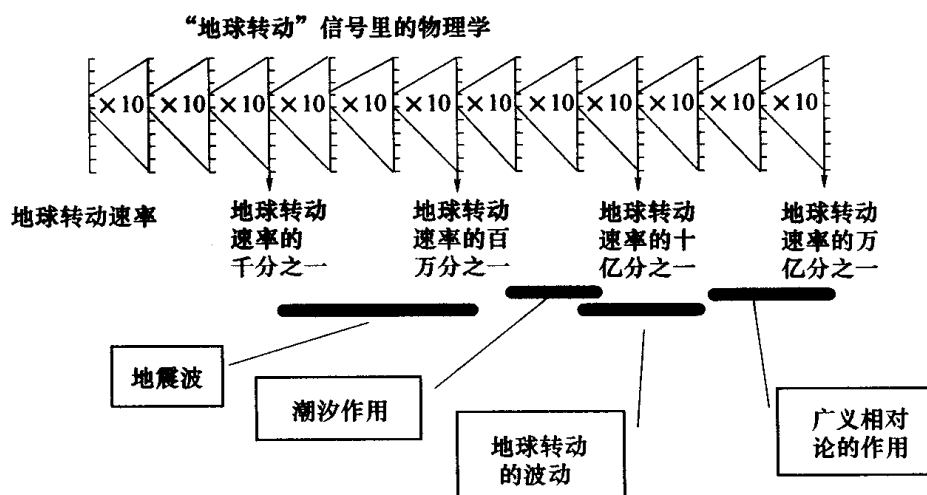 “地球转动”信号里的物理学
×10 ×10 ×10 ×10 ×10 ×10 ×10 ×10 ×10 ×10 ×10 ×10
地球转动速率
地球转动
速率的
千分之一
地球转动
速率的百
万分之一
地球转动
速率的十
亿分之一
地球转动
速率的万
亿分之一
地震波
潮汐作用
地球转动
的波动
广义相对
论的作用